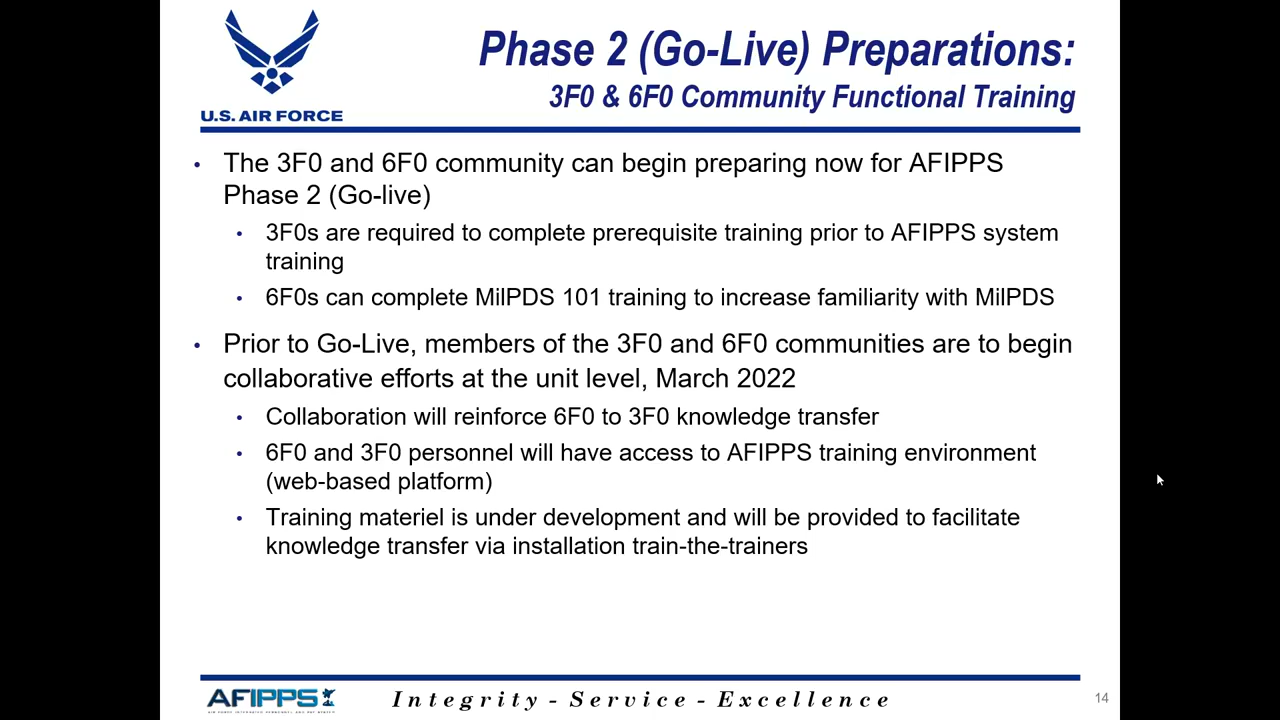 U.S. AIR FORCE
Phase 2 (Go-Live) Preparations:
3F0 & 6F0 Community Functional Training
• The 3F0 and 6F0 community can begin preparing now for AFIPPS
Phase 2 (Go-live)
• 3F0s are required to complete prerequisite training prior to AFIPPS system
training
• 6F0s can complete MilPDS 101 training to increase familiarity with MilPDS
• Prior to Go-Live, members of the 3F0 and 6F0 communities are to begin
collaborative efforts at the unit level, March 2022
• Collaboration will reinforce 6F0 to 3F0 knowledge transfer
• 6F0 and 3F0 personnel will have access to AFIPPS training environment
(web-based platform)
• Training materiel is under development and will be provided to facilitate
knowledge transfer via installation train-the-trainers
AFIPPS
Integrity - Service - Excellence
14